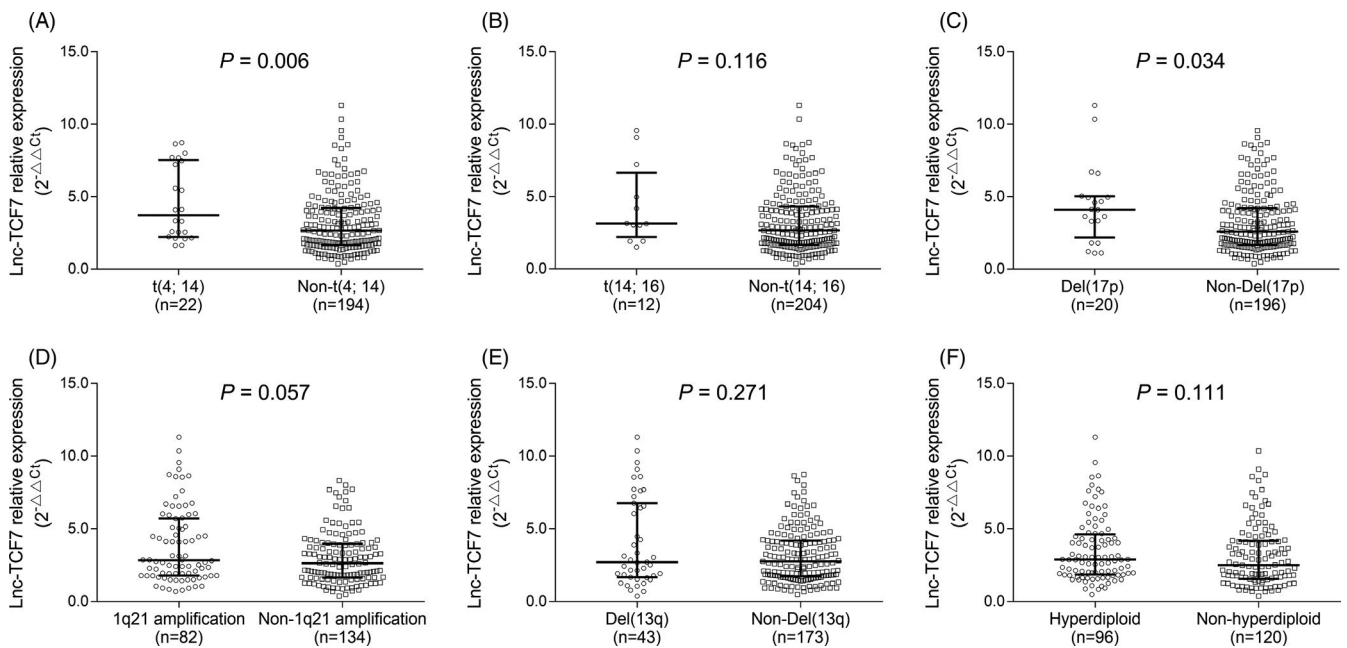 (A)
Lnc-TCF7 relative expression
(2-△△Ct)
15.0
10.0
5.0
0.0
P = 0.006
t(4; 14)
(n=22)
Non-t(4; 14)
(n=194)
(B)
Lnc-TCF7 relative expression
(2-△△Ct)
15.0
10.0
5.0
0.0
P = 0.116
t(14; 16)
(n=12)
Non-t(14; 16)
(n=204)
(C)
Lnc-TCF7 relative expression
(2-△△Ct)
15.0
10.0
5.0
0.0
P = 0.034
Del(17p)
(n=20)
Non-Del(17p)
(n=196)
(D)
Lnc-TCF7 relative expression
(2-△△Ct)
15.0
10.0
5.0
0.0
P = 0.057
1q21 amplification
(n=82)
Non-1q21 amplification
(n=134)
(E)
Lnc-TCF7 relative expression
(2-△△Ct)
15.0
10.0
5.0
0.0
P = 0.271
Del(13q)
(n=43)
Non-Del(13q)
(n=173)
(F)
Lnc-TCF7 relative expression
(2-△△Ct)
15.0
10.0
5.0
0.0
P = 0.111
Hyperdiploid
(n=96)
Non-hyperdiploid
(n=120)